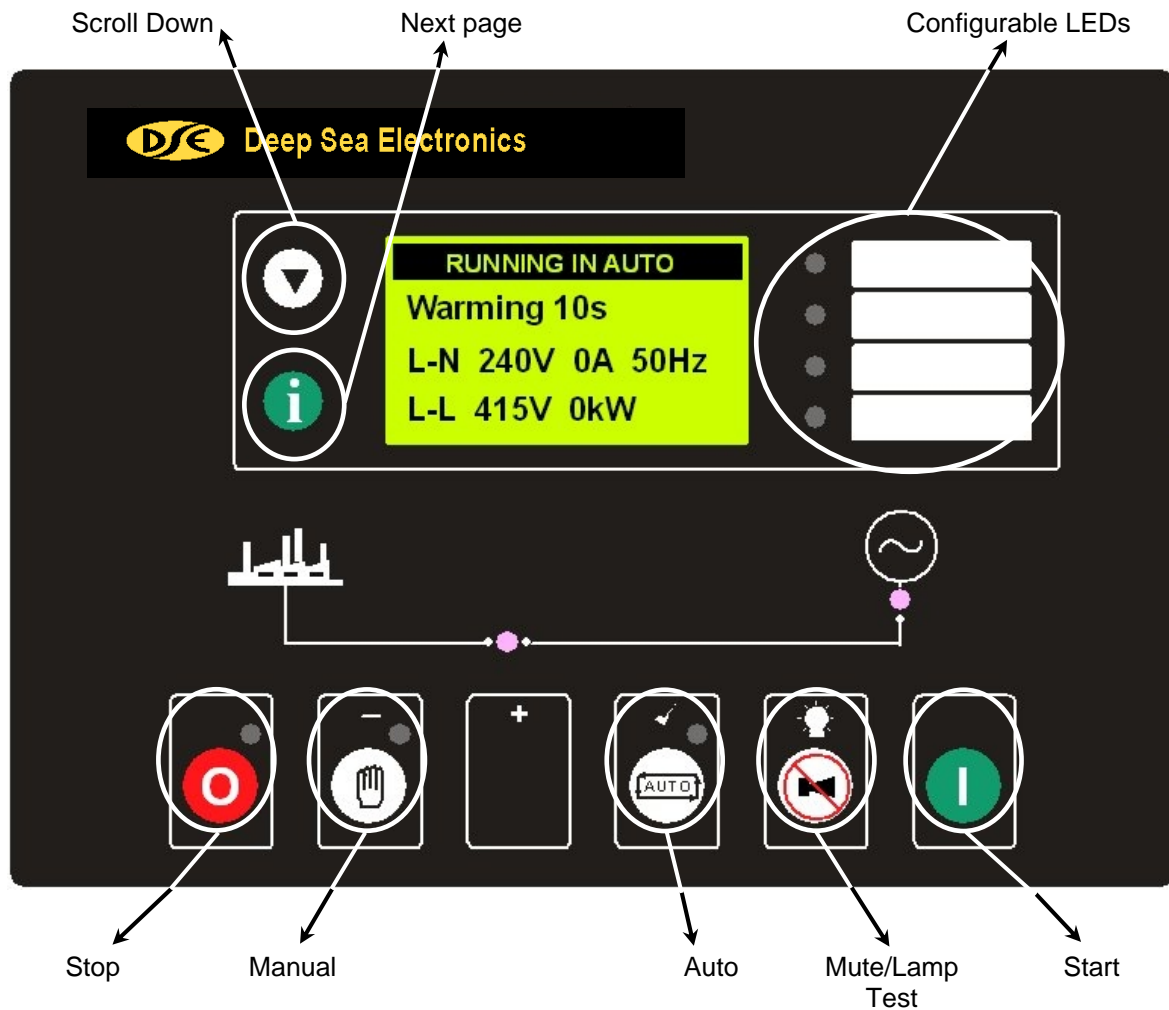 Scroll Down Next page Configurable LEDs
DSE Deep Sea Electronics
RUNNING IN AUTO
Warming 10s
L-N 240V 0A 50Hz
i
L-L 415V 0kW
– +
O AUTO I
Stop Manual Auto Mute/Lamp Test Start